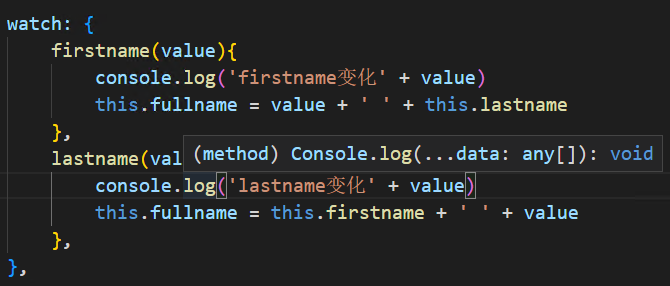 watch: {
firstname(value){
console.log('firstname变化' + value)
this.fullname = value + ' ' + this.lastname
},
lastname(val
(method) Console.log(...data: any[]): void
console.log('lastname变化' + value)
this.fullname = this.firstname + ' ' + value
},
},